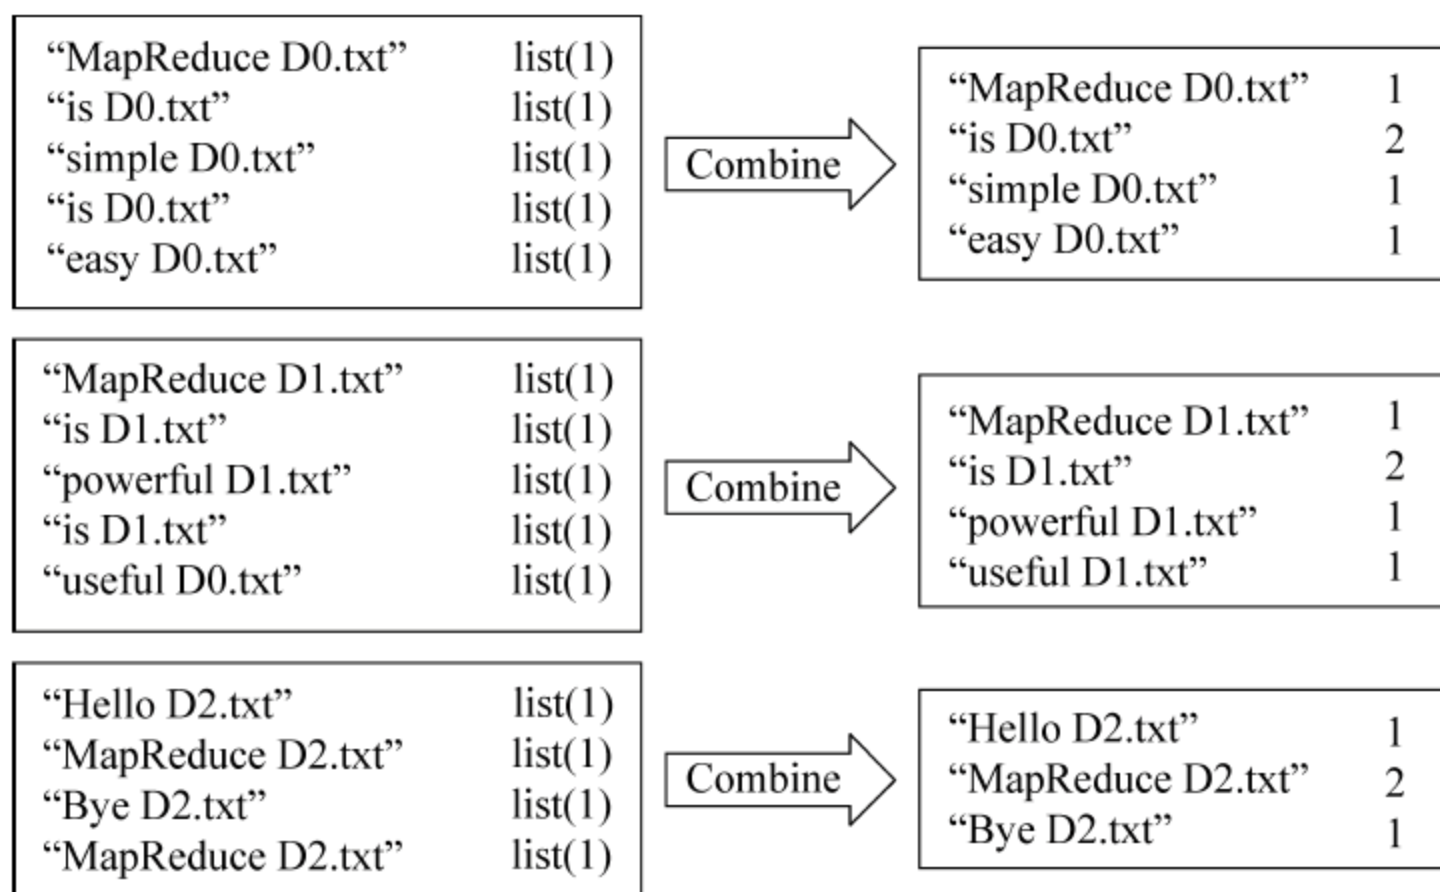 “MapReduce D0.txt” list(1)
“is D0.txt” list(1)
“simple D0.txt” list(1)
“is D0.txt” list(1)
“easy D0.txt” list(1)
Combine
“MapReduce D0.txt” 1
“is D0.txt” 2
“simple D0.txt” 1
“easy D0.txt” 1
“MapReduce D1.txt” list(1)
“is D1.txt” list(1)
“powerful D1.txt” list(1)
“is D1.txt” list(1)
“useful D0.txt” list(1)
Combine
“MapReduce D1.txt” 1
“is D1.txt” 2
“powerful D1.txt” 1
“useful D1.txt” 1
“Hello D2.txt” list(1)
“MapReduce D2.txt” list(1)
“Bye D2.txt” list(1)
“MapReduce D2.txt” list(1)
Combine
“Hello D2.txt” 1
“MapReduce D2.txt” 2
“Bye D2.txt” 1